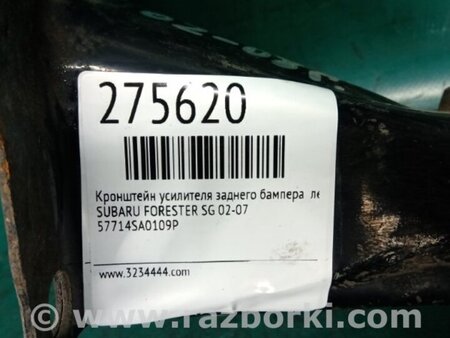 275620
Кронштейн усилителя заднего бампера ле
SUBARU FORESTER SG 02-07
57714SA0109P
www.3234444.com
www.razborki.com